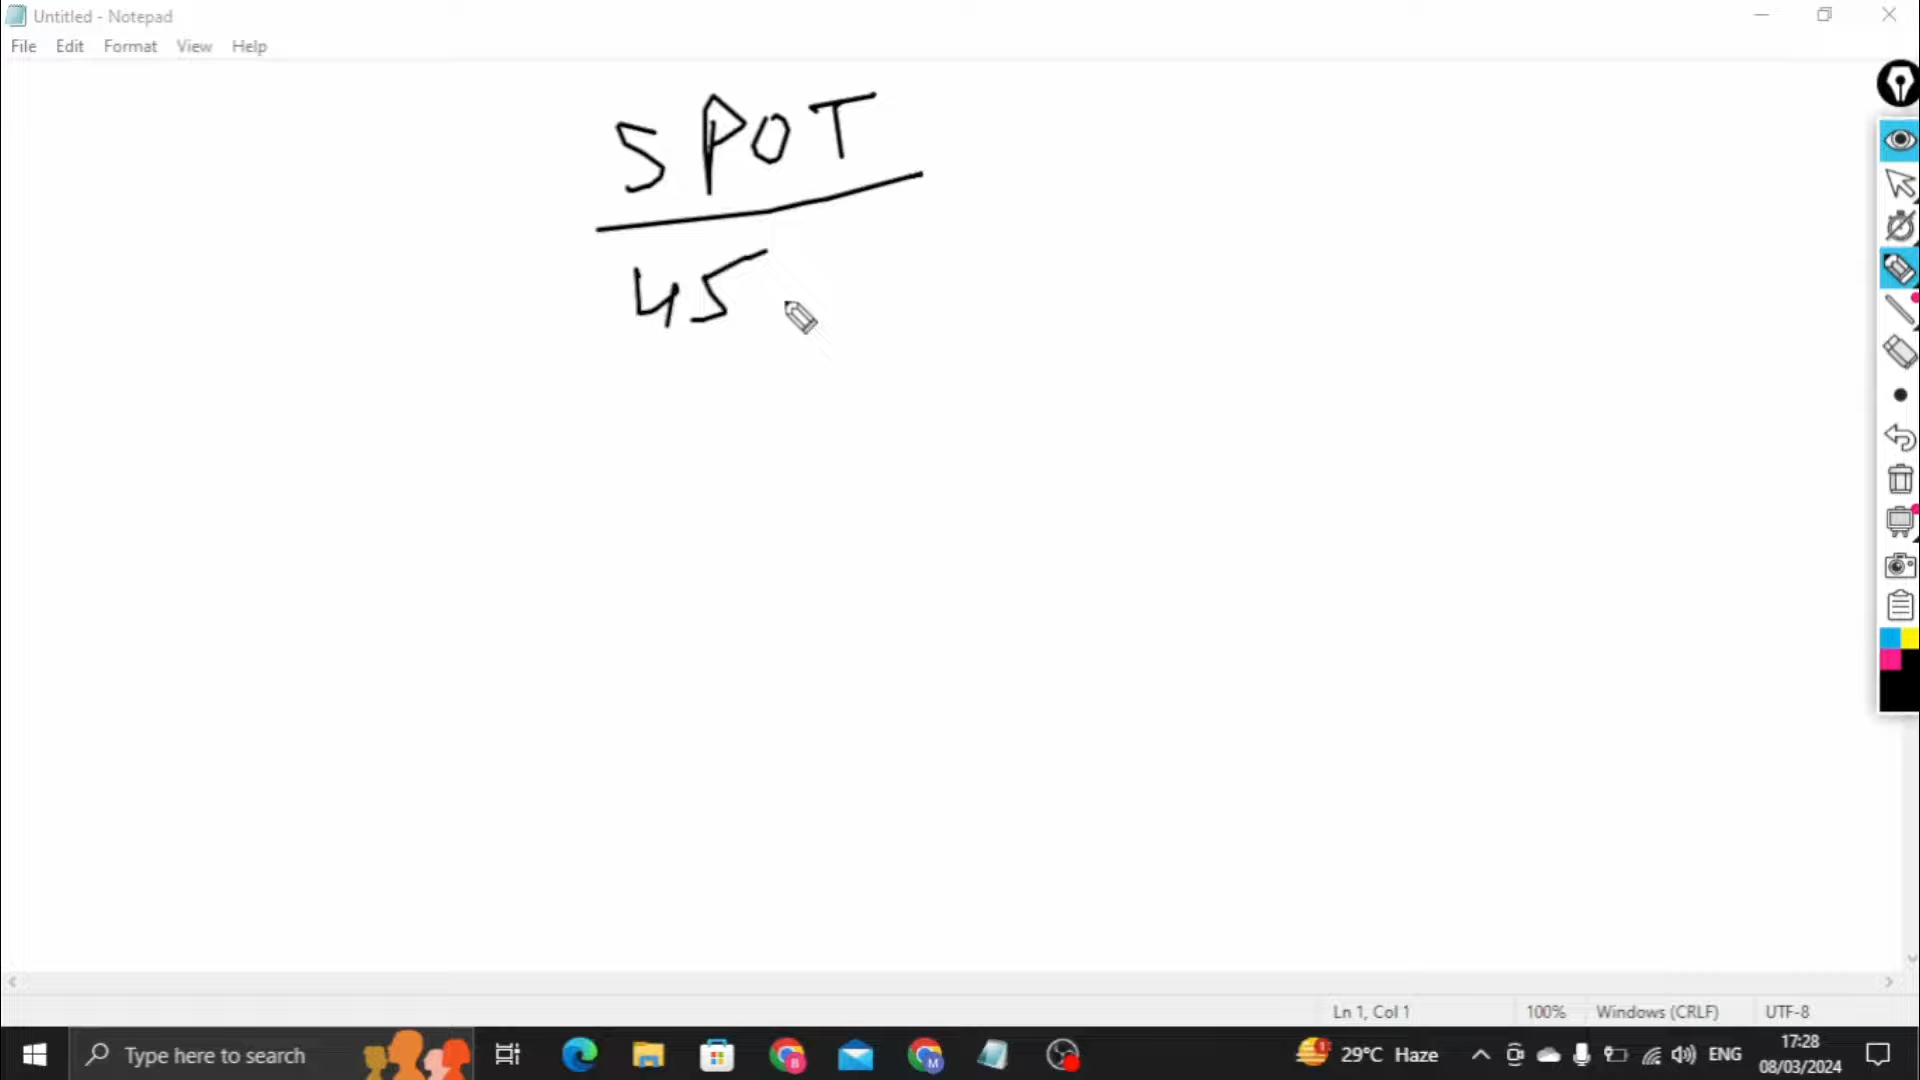 Untitled - Notepad
File Edit Format View Help
SPOT
45
Ln 1, Col 1 100% Windows (CRLF) UTF-8
Type here to search
29°C Haze ENG 17:28
08/03/2024